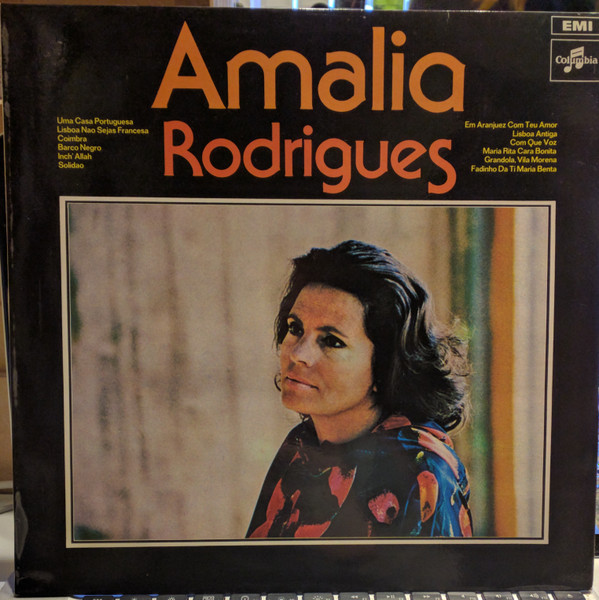 Amalia
Rodrigues
EMI
Columbia
Uma Casa Portuguesa
Lisboa Nao Sejas Francesa
Coimbra
Barco Negro
Inch' Allah
Solidao
Em Aranjuez Com Teu Amor
Lisboa Antiga
Com Que Voz
Maria Rita Cara Bonita
Grandola, Vila Morena
Fadinho Da Ti Maria Benta